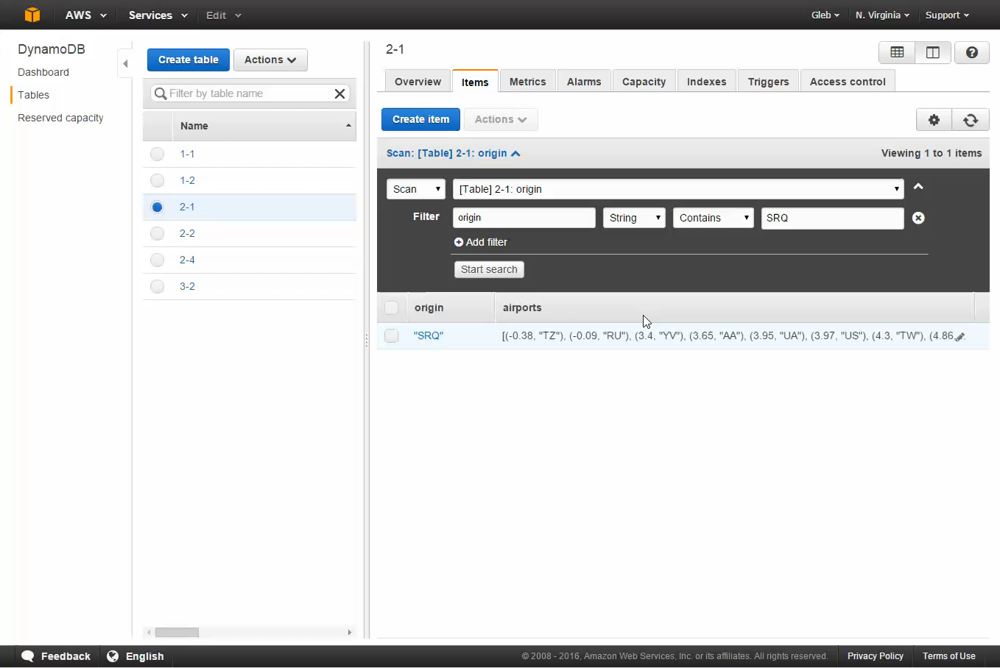 AWS Services Edit Gleb N. Virginia Support
DynamoDB
Dashboard
Tables
Reserved capacity
Create table Actions
Filter by table name
Name
1-1
1-2
2-1
2-2
2-4
3-2
2-1
Overview Items Metrics Alarms Capacity Indexes Triggers Access control
Create item Actions
Scan: [Table] 2-1: origin Viewing 1 to 1 items
Scan [Table] 2-1: origin
Filter origin String Contains SRQ
Add filter
Start search
origin airports
"SRQ" [(-0.38, "TZ"), (-0.09, "RU"), (3.4, "YV"), (3.65, "AA"), (3.95, "UA"), (3.97, "US"), (4.3, "TW"), (4.86,
Feedback English © 2008 - 2016, Amazon Web Services, Inc. or its affiliates. All rights reserved. Privacy Policy Terms of Use